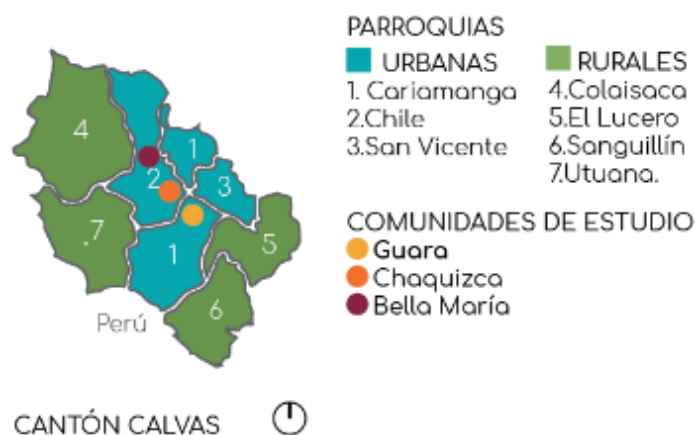 PARROQUIAS
URBANAS
1. Cariamanga
2.Chile
3.San Vicente
RURALES
4.Colaisaca
5.El Lucero
6.Sanguillín
7.Utuana.
COMUNIDADES DE ESTUDIO
Guara
Chaquizca
Bella María
4
1
2
3
.7
1
5
6
Perú
CANTÓN CALVAS